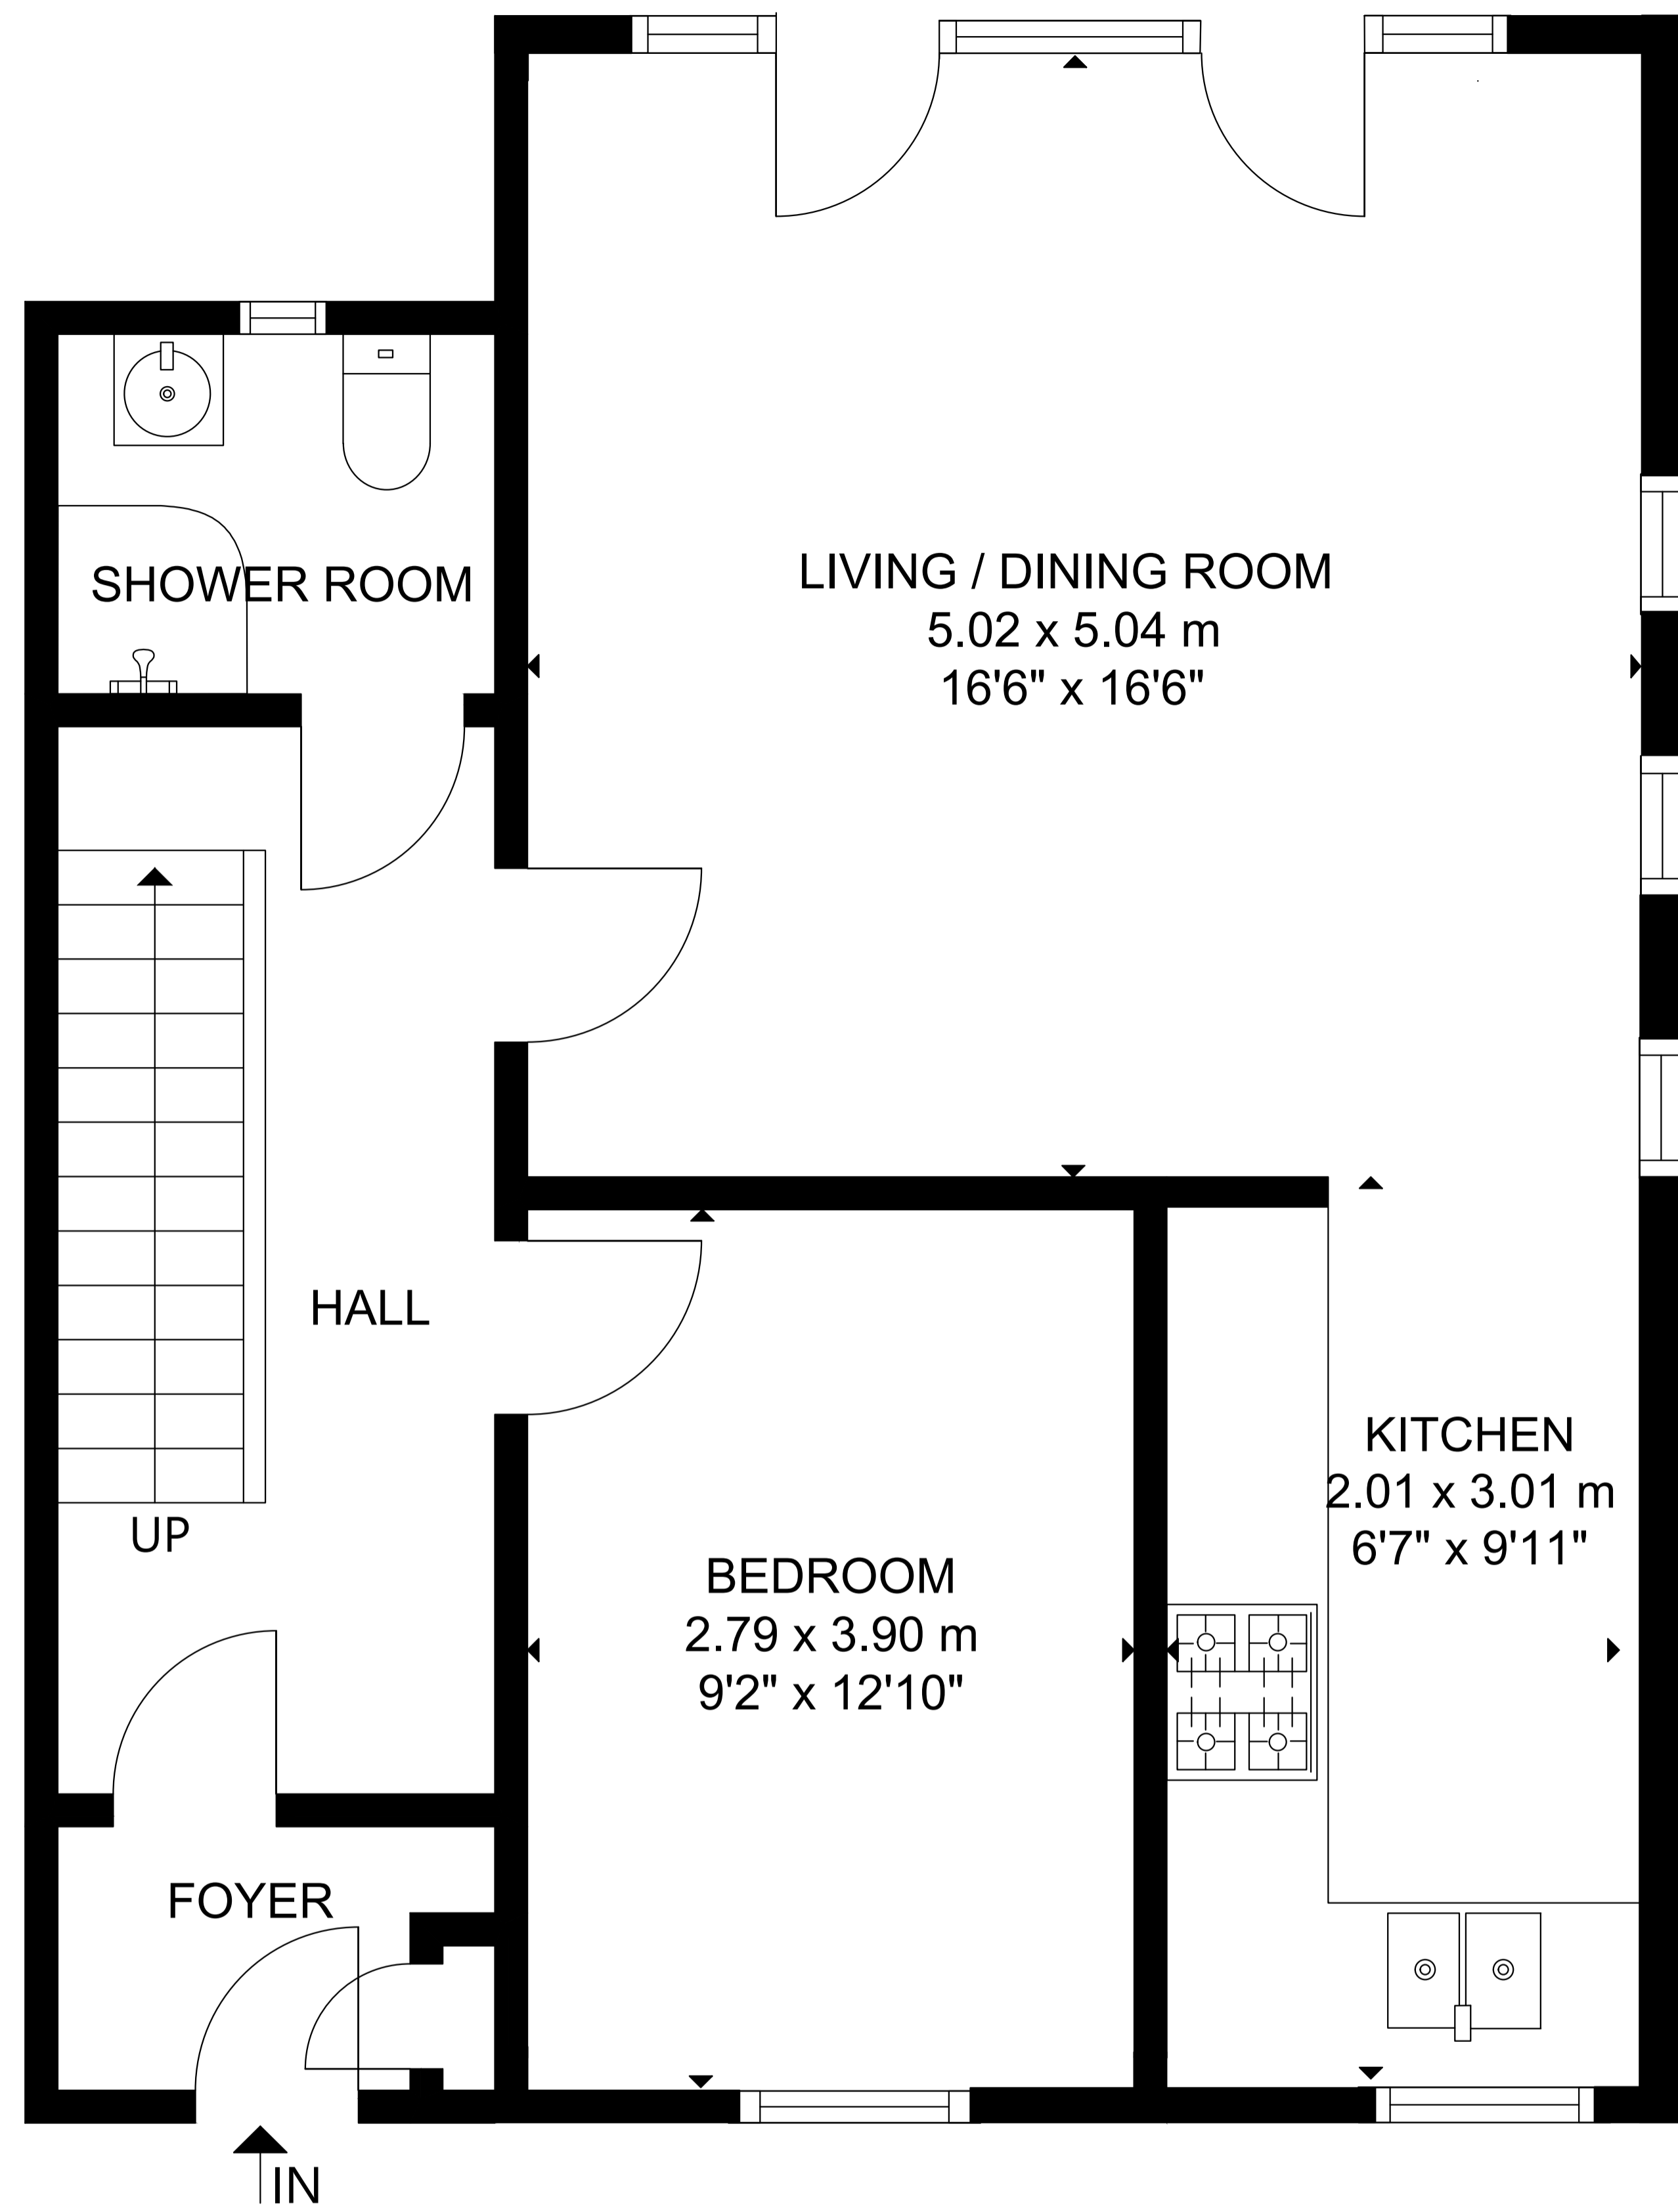 SHOWER ROOM
LIVING / DINING ROOM
5.02 x 5.04 m
16'6" x 16'6"
HALL
UP
KITCHEN
2.01 x 3.01 m
6'7" x 9'11"
BEDROOM
2.79 x 3.90 m
9'2" x 12'10"
FOYER
IN